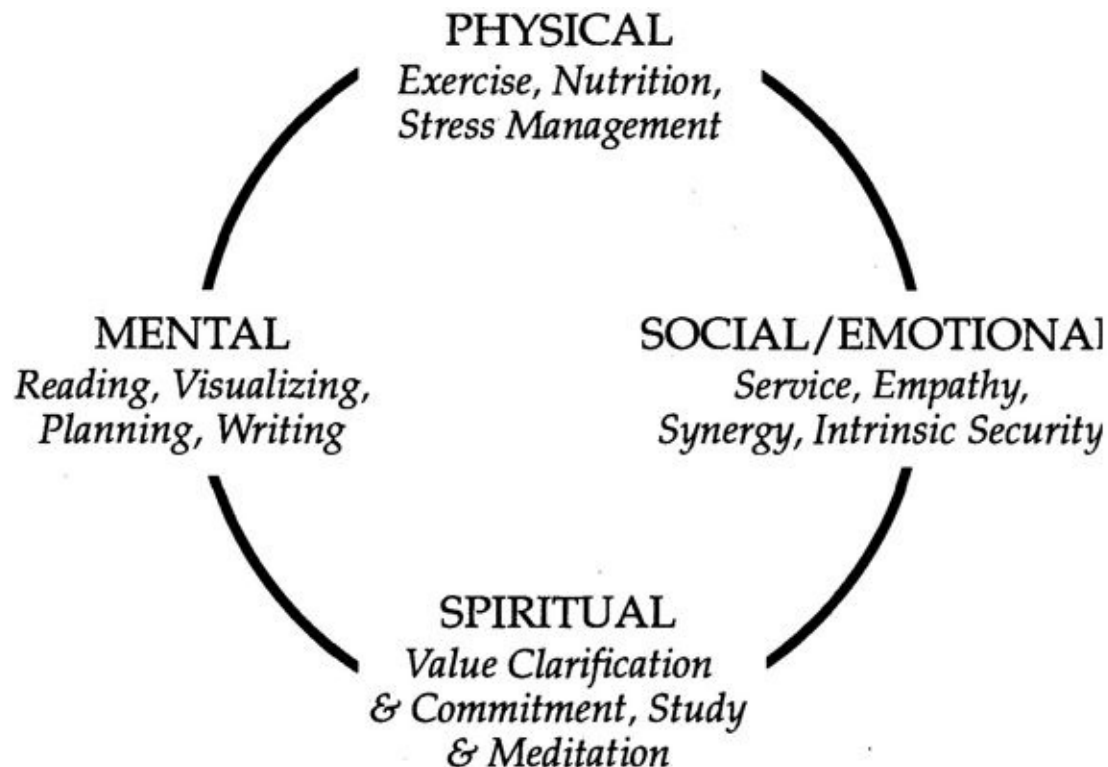 PHYSICAL
Exercise, Nutrition,
Stress Management
MENTAL
Reading, Visualizing,
Planning, Writing
SOCIAL/EMOTIONAL
Service, Empathy,
Synergy, Intrinsic Security
SPIRITUAL
Value Clarification
& Commitment, Study
& Meditation